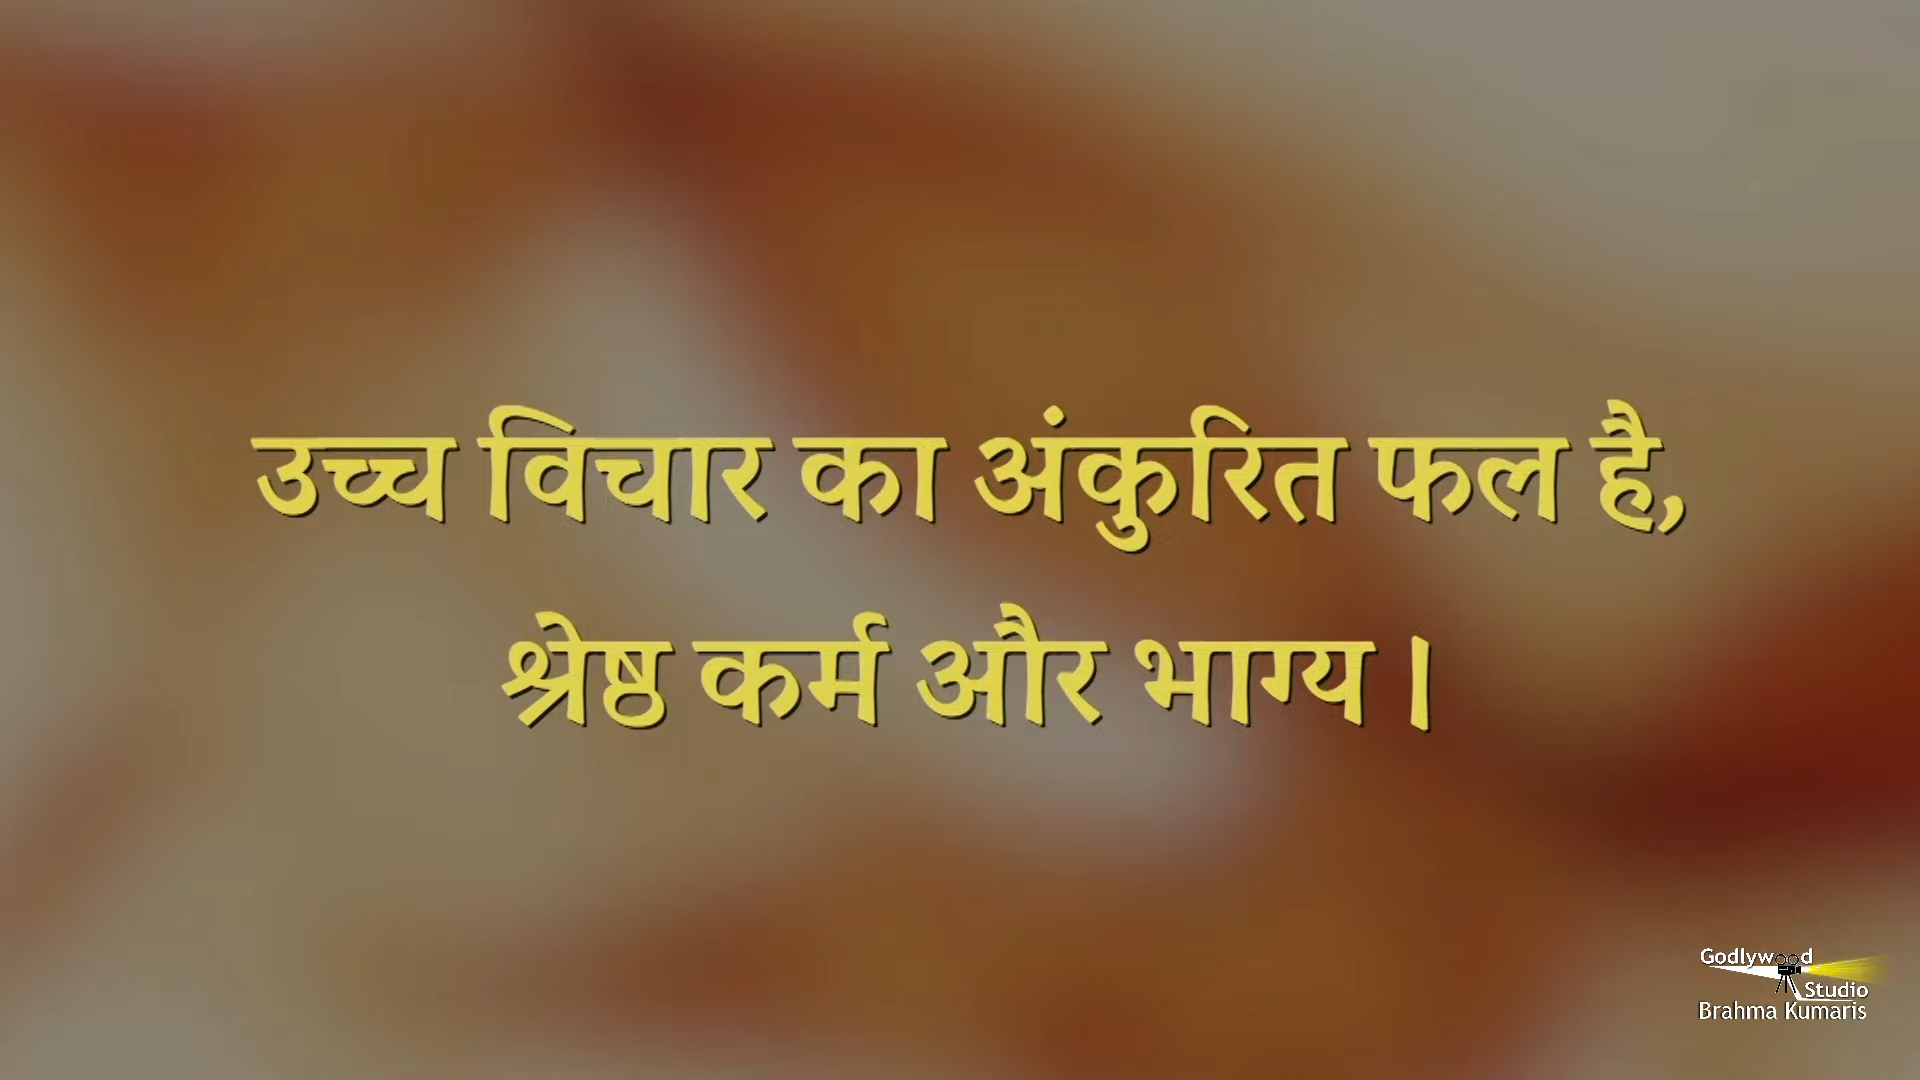 उच्च विचार का अंकुरित फल है,
श्रेष्ठ कर्म और भाग्य ।
Godlywood
Studio
Brahma Kumaris